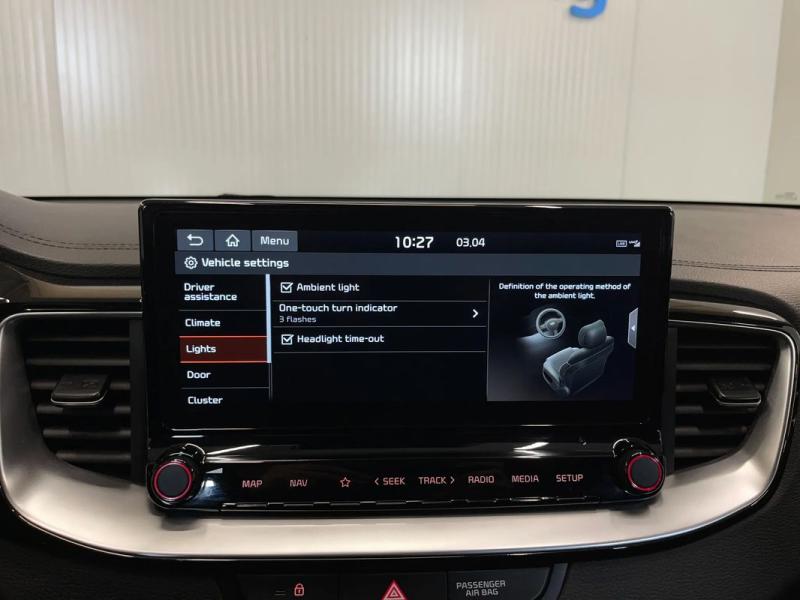 Menu
10:27
03.04
Vehicle settings
Driver
assistance
Climate
Lights
Door
Cluster
Ambient light
One-touch turn indicator
3 flashes
Headlight time-out
Definition of the operating method of
the ambient light.
MAP
NAV
SEEK
TRACK
RADIO
MEDIA
SETUP
PASSENGER
AIR BAG